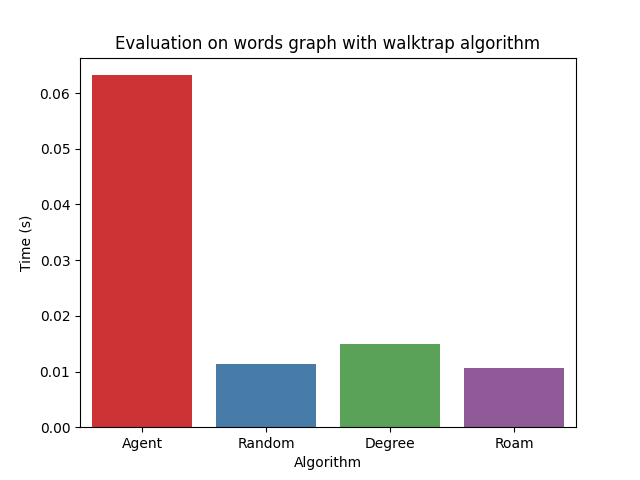 Evaluation on words graph with walktrap algorithm
0.06
0.05
0.04
0.03
0.02
0.01
0.00
Time (s)
Agent Random Degree Roam
Algorithm